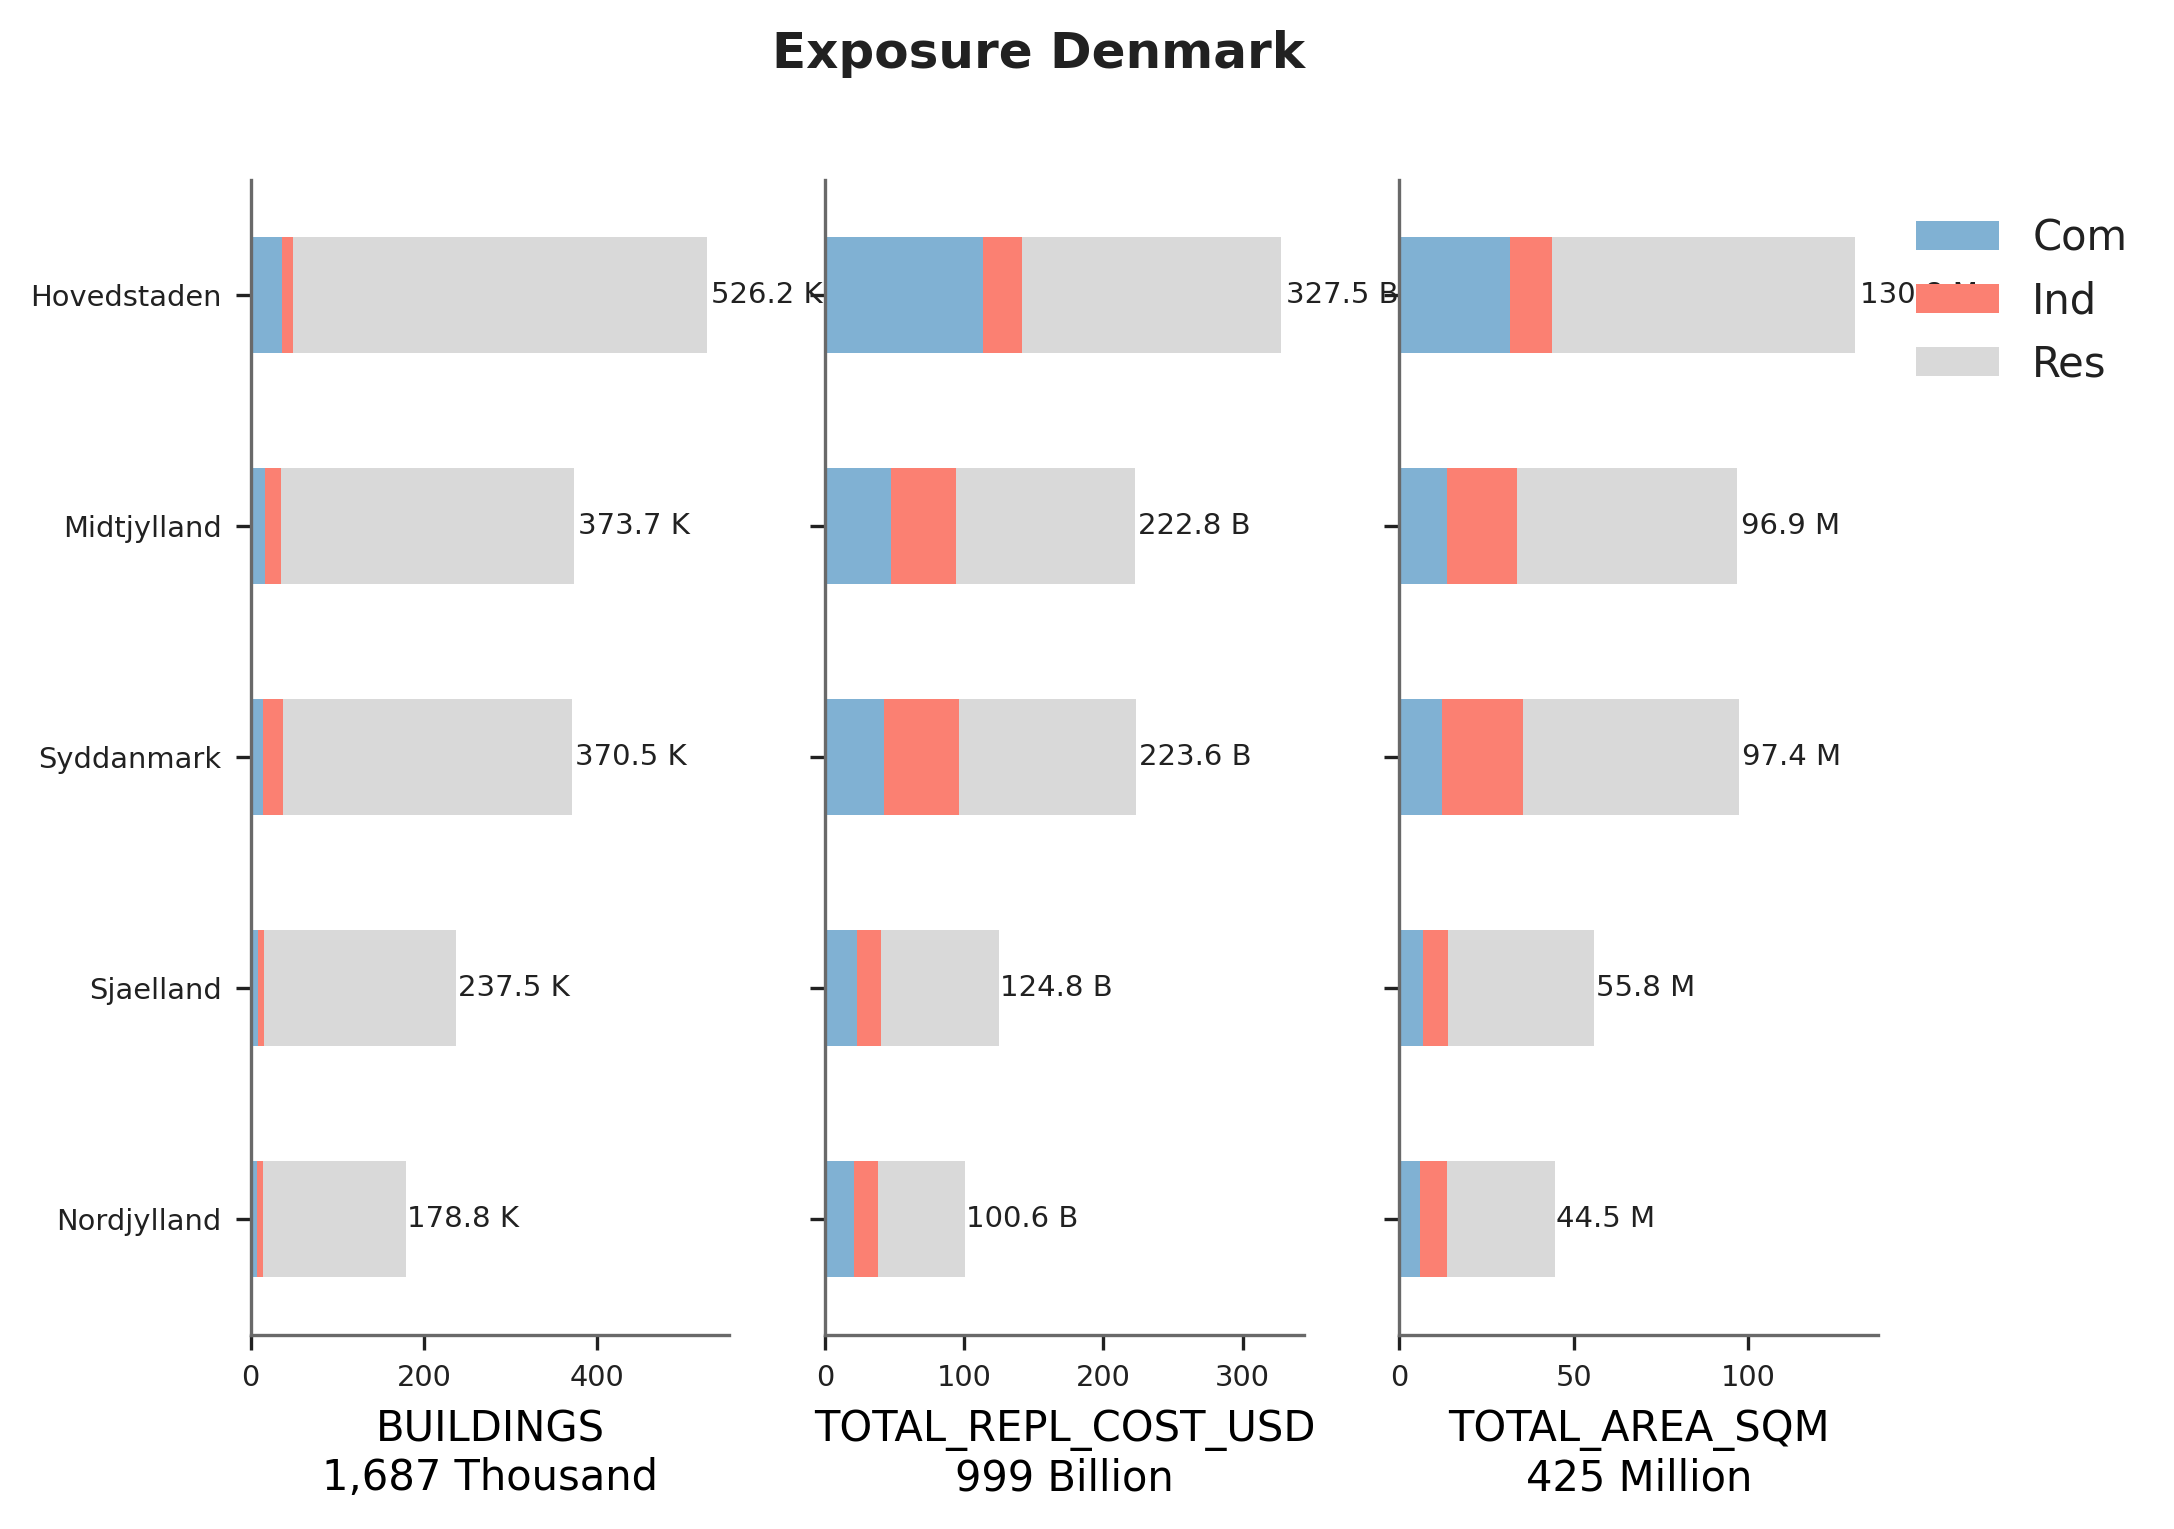 Exposure Denmark
Hovedstaden
526.2 K
327.5 B
Com
Ind
Res
Midtjylland
373.7 K
222.8 B
96.9 M
Syddanmark
370.5 K
223.6 B
97.4 M
Sjaelland
237.5 K
124.8 B
55.8 M
Nordjylland
178.8 K
100.6 B
44.5 M
0 200 400
0 100 200 300
0 50 100
BUILDINGS
1,687 Thousand
TOTAL_REPL_COST_USD
999 Billion
TOTAL_AREA_SQM
425 Million